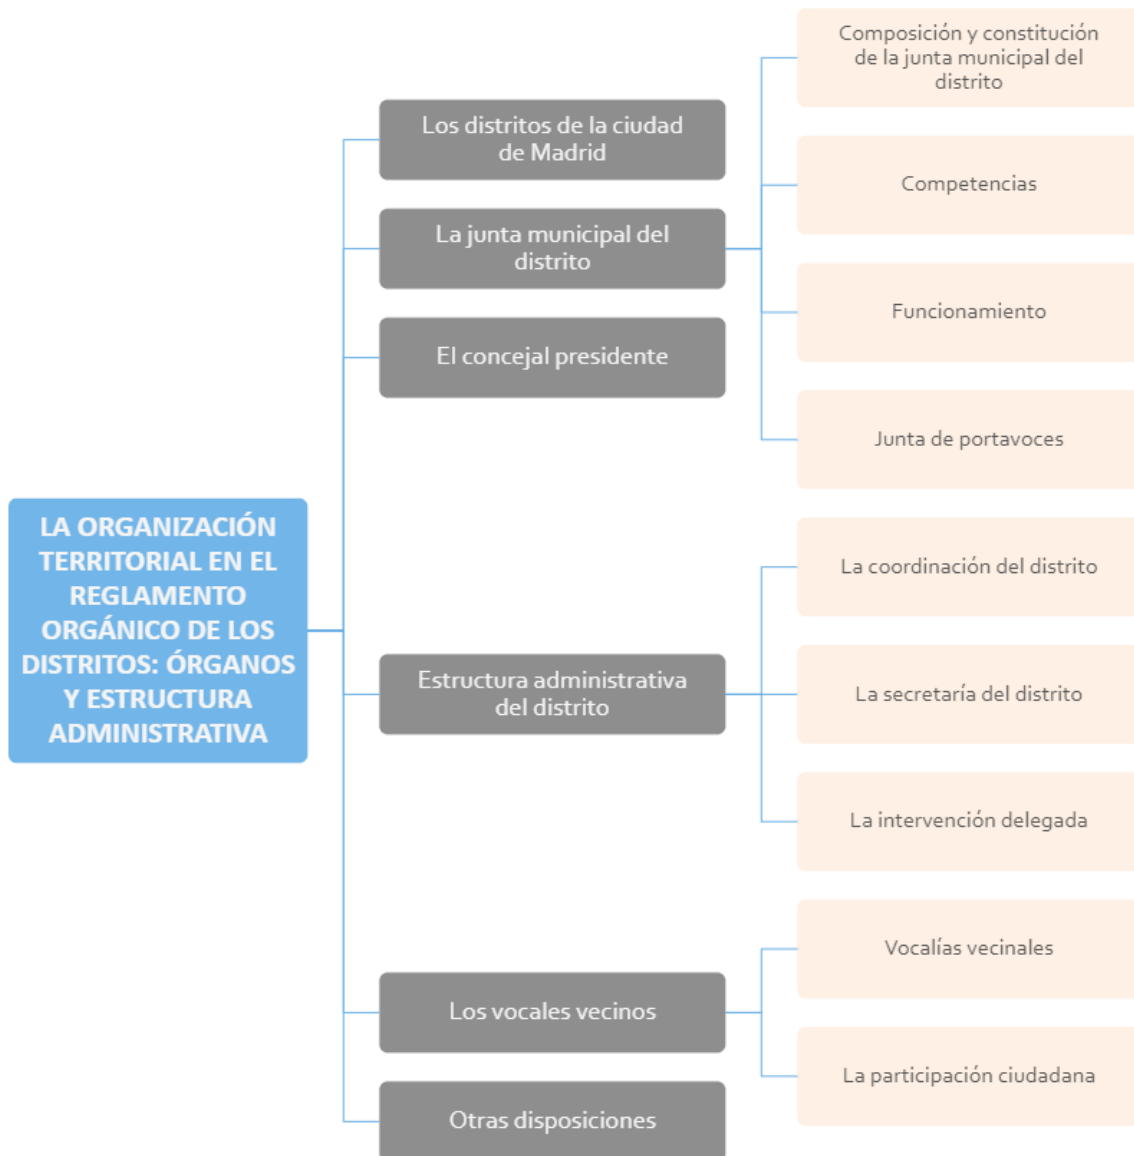 LA ORGANIZACIÓN
TERRITORIAL EN EL
REGLAMENTO
ORGÁNICO DE LOS
DISTRITOS: ÓRGANOS
Y ESTRUCTURA
ADMINISTRATIVA
Los distritos de la ciudad
de Madrid
La junta municipal del
distrito
Composición y constitución
de la junta municipal del
distrito
Competencias
Funcionamiento
Junta de portavoces
El concejal presidente
Estructura administrativa
del distrito
La coordinación del distrito
La secretaría del distrito
La intervención delegada
Los vocales vecinos
Vocalías vecinales
La participación ciudadana
Otras disposiciones